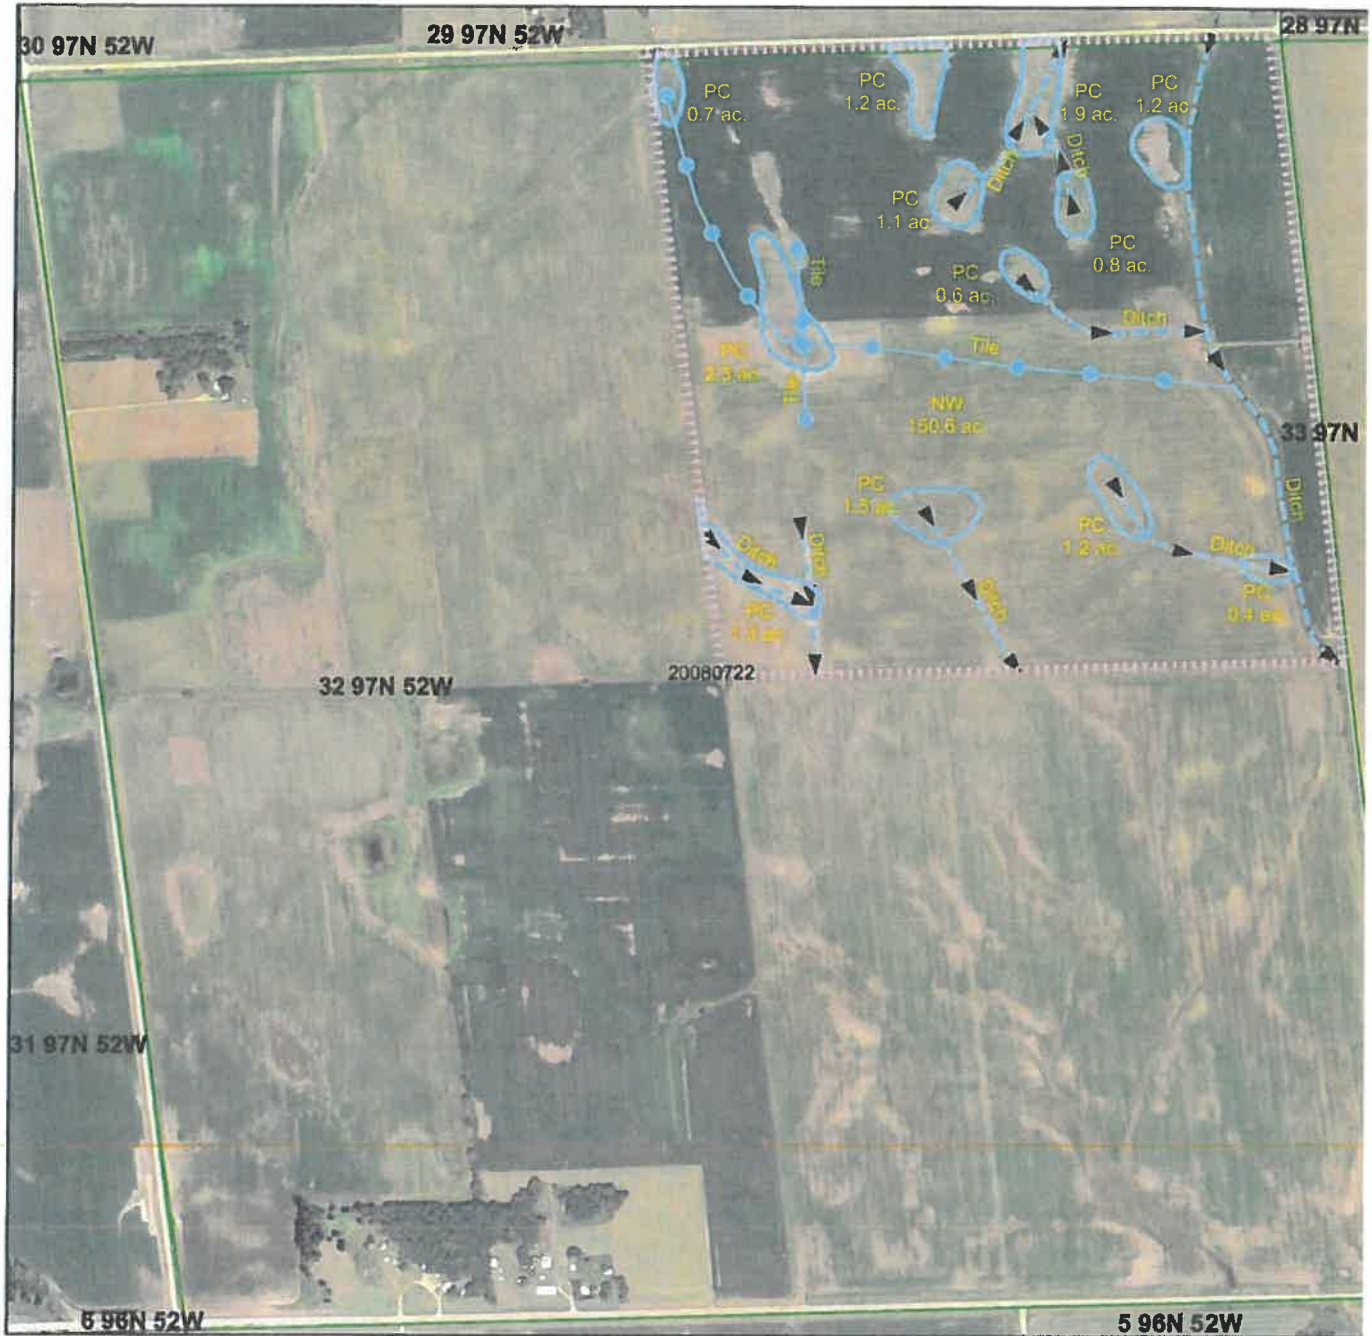 30 97N 52W
29 97N 52W
28 97N
PC
0.7 ac.
PC
1.2 ac.
PC
1.9 ac.
PC
1.2 ac.
Ditch
Ditch
PC
1.1 ac
PC
0.8 ac.
PC
0.6 ac.
Tile
Ditch
Tile
PC
2.3 ac.
Tile
NW
150.6 ac.
33 97N
PC
1.5 ac.
Ditch
PC
1.2 ac.
Ditch
Ditch
Ditch
Ditch
PC
PC
0.4 ac.
20080722
32 97N 52W
31 97N 52W
6 96N 52W
5 96N 52W